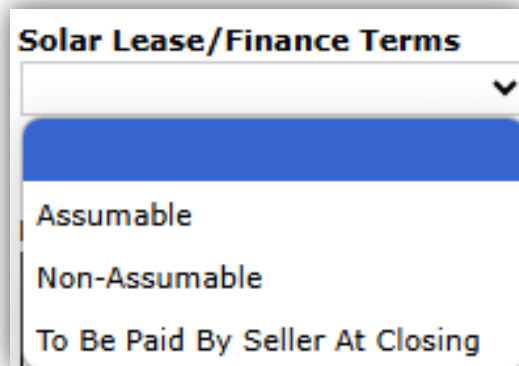 Solar Lease/Finance Terms
Assumable
Non-Assumable
To Be Paid By Seller At Closing